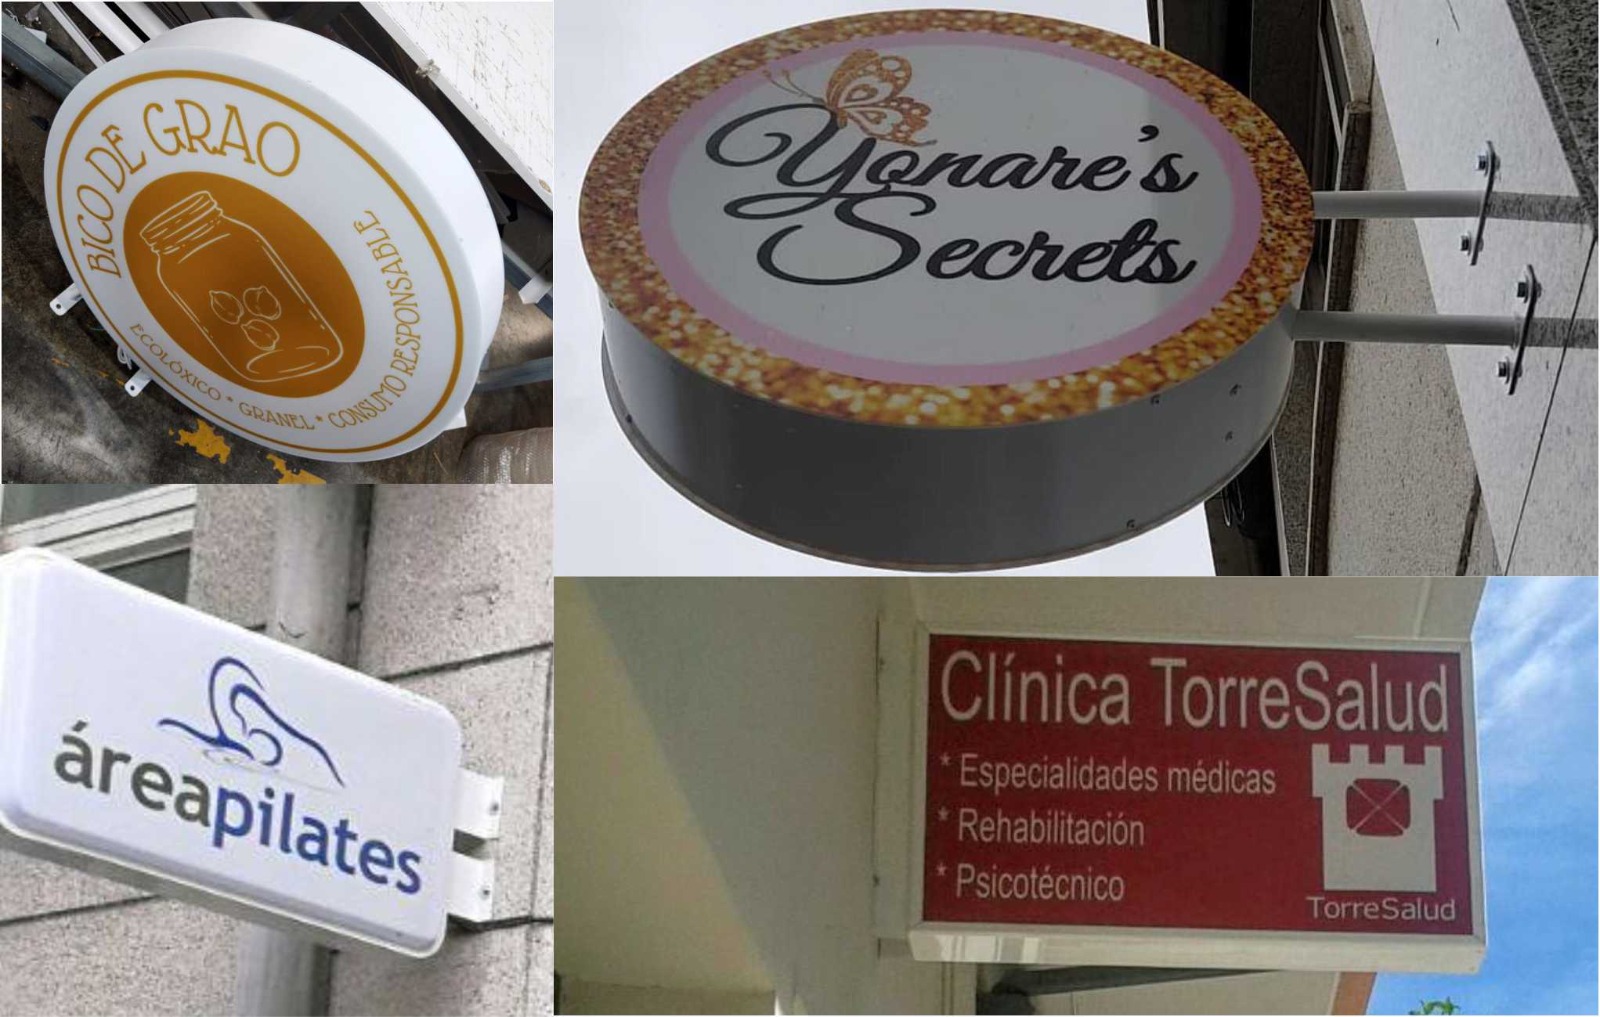 BICO DE GRAO
ECOLÓXICO * GRANEL * CONSUMO RESPONSABLE
Yonare's
Secrets
áreapilates
Clínica TorreSalud
* Especialidades médicas
* Rehabilitación
* Psicotécnico
TorreSalud